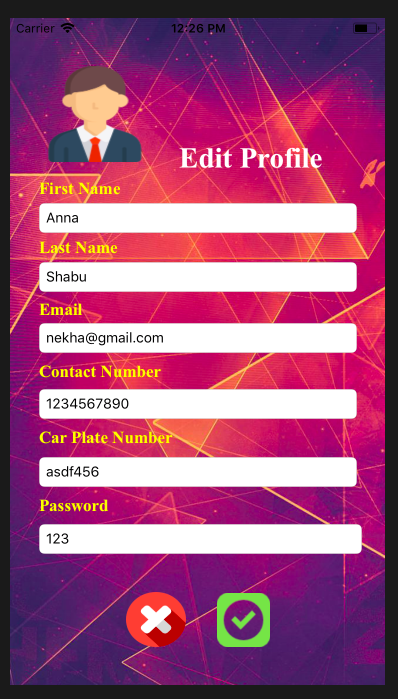 Carrier 12:26 PM
Edit Profile
First Name
Anna
Last Name
Shabu
Email
nekha@gmail.com
Contact Number
1234567890
Car Plate Number
asdf456
Password
123